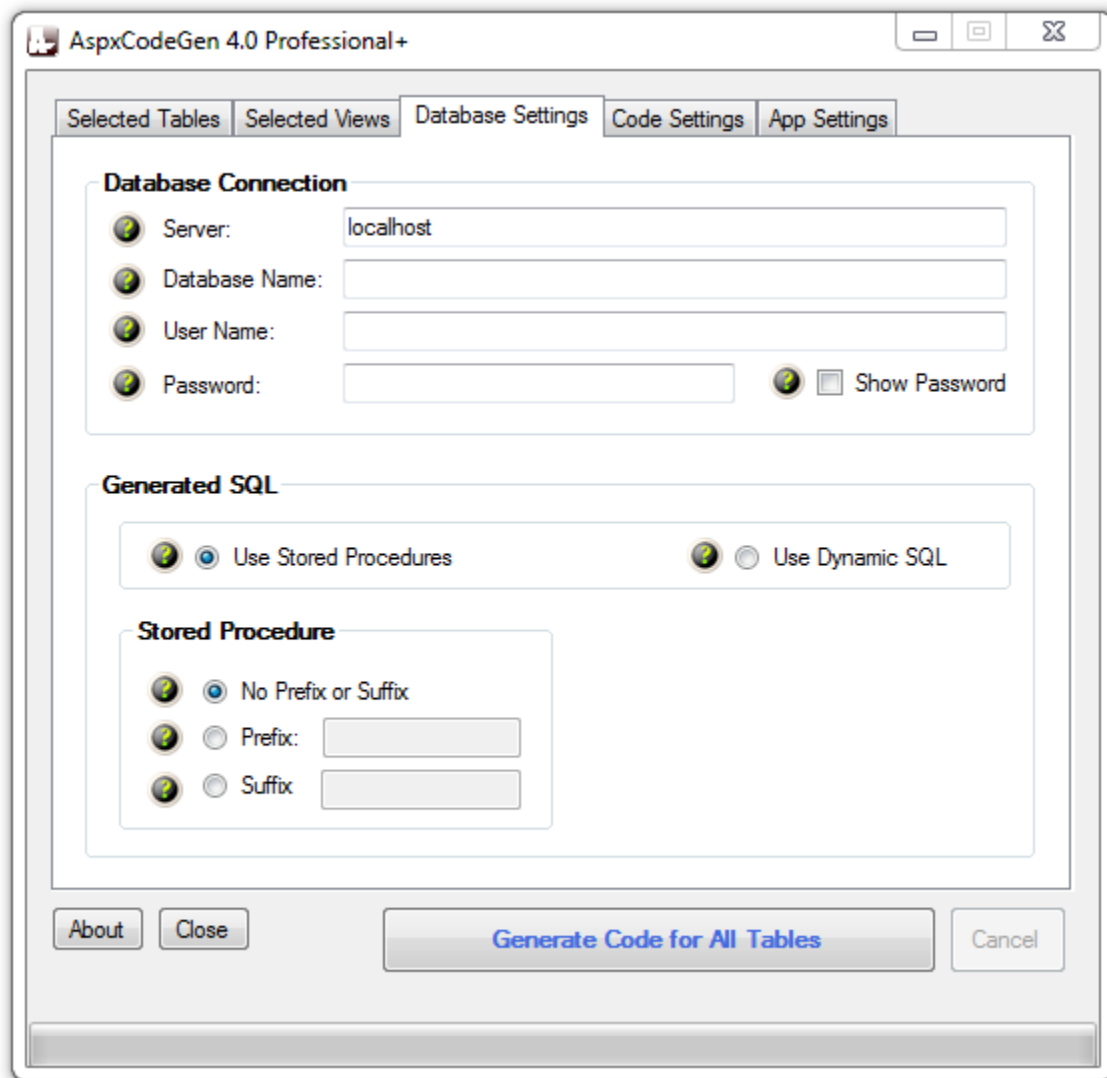 AspxCodeGen 4.0 Professional+
Selected Tables Selected Views Database Settings Code Settings App Settings
Database Connection
Server: localhost
Database Name:
User Name:
Password: Show Password
Generated SQL
Use Stored Procedures Use Dynamic SQL
Stored Procedure
No Prefix or Suffix
Prefix:
Suffix
About Close Generate Code for All Tables Cancel